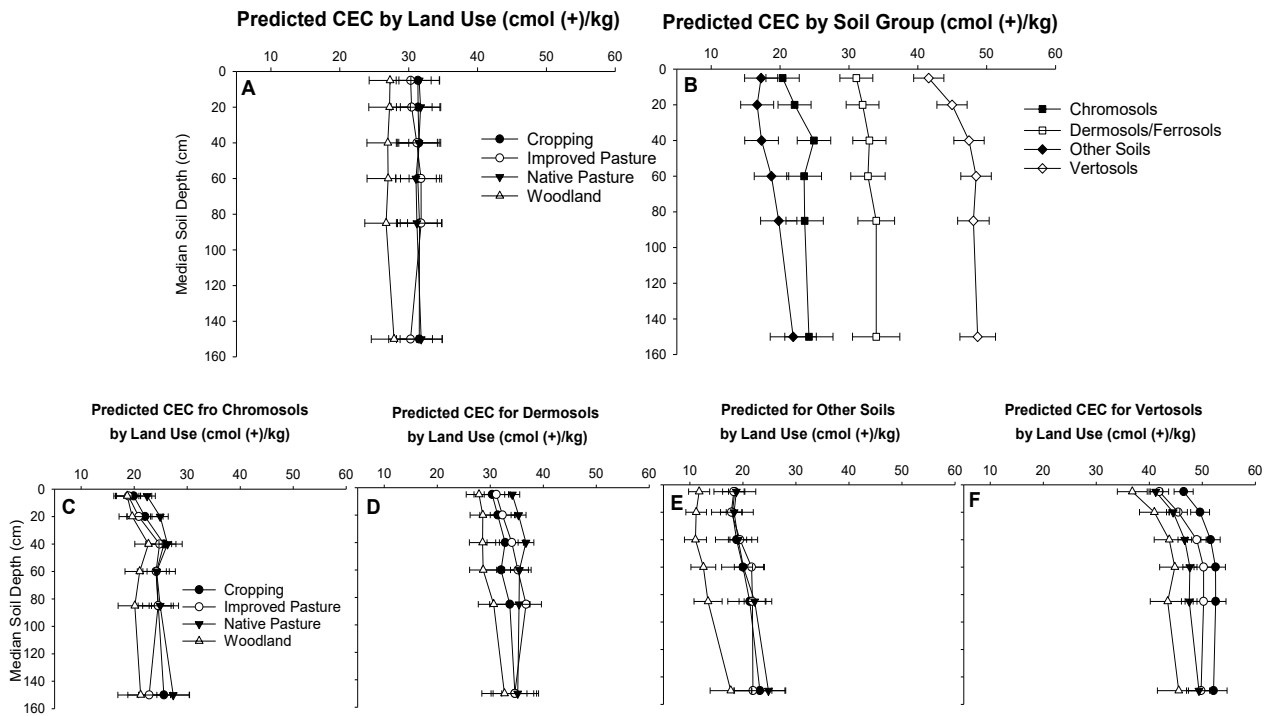 Predicted CEC by Land Use (cmol (+)/kg)
10 20 30 40 50 60
A
0
20
40
60
80
100
120
140
160
Median Soil Depth (cm)
Cropping
Improved Pasture
Native Pasture
Woodland
Predicted CEC by Soil Group (cmol (+)/kg)
10 20 30 40 50 60
B
0
20
40
60
80
100
120
140
160
Chromosols
Dermosols/Ferrosols
Other Soils
Vertosols
Predicted CEC fro Chromosols
by Land Use (cmol (+)/kg)
10 20 30 40 50 60
C
0
20
40
60
80
100
120
140
160
Median Soil Depth (cm)
Cropping
Improved Pasture
Native Pasture
Woodland
Predicted CEC for Dermosols
by Land Use (cmol (+)/kg)
10 20 30 40 50 60
D
Predicted for Other Soils
by Land Use (cmol (+)/kg)
10 20 30 40 50 60
E
Predicted CEC for Vertosols
by Land Use (cmol (+)/kg)
10 20 30 40 50 60
F